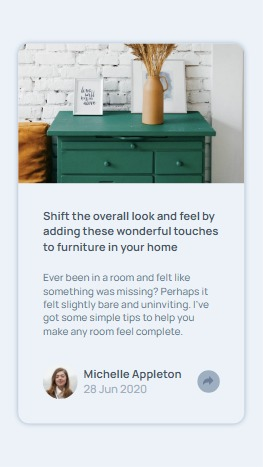 Shift the overall look and feel by
adding these wonderful touches
to furniture in your home
Ever been in a room and felt like
something was missing? Perhaps it
felt slightly bare and uninviting. I've
got some simple tips to help you
make any room feel complete.
Michelle Appleton
28 Jun 2020